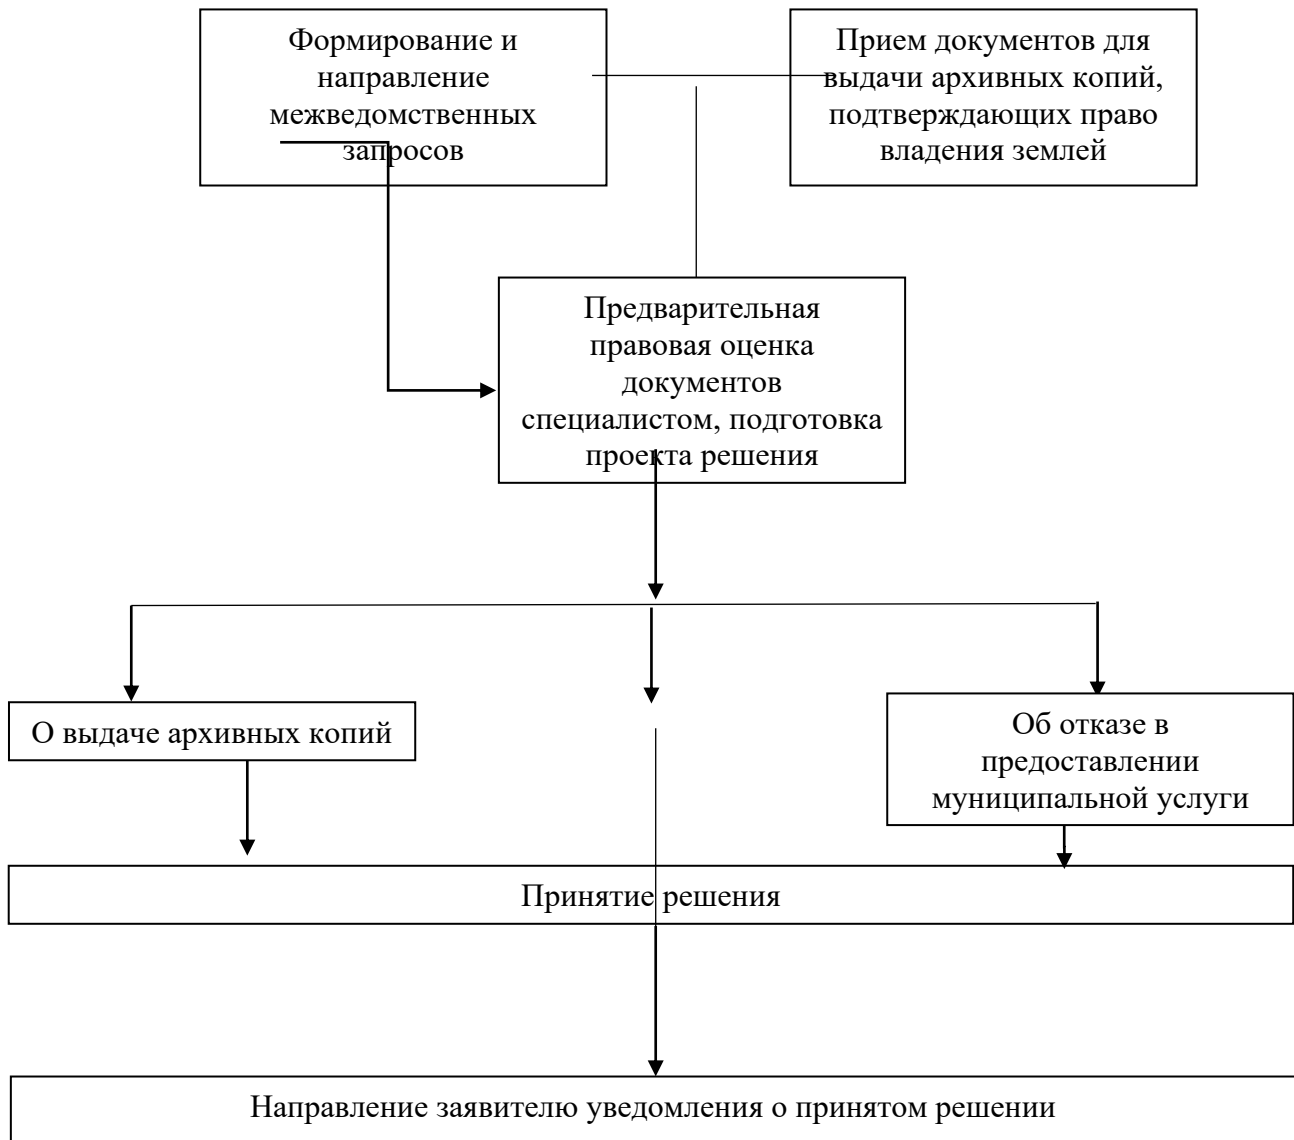 Формирование и
направление
межведомственных
запросов
Прием документов для
выдачи архивных копий,
подтверждающих право
владения землей
Предварительная
правовая оценка
документов
специалистом, подготовка
проекта решения
О выдаче архивных копий
Об отказе в
предоставлении
муниципальной услуги
Принятие решения
Направление заявителю уведомления о принятом решении